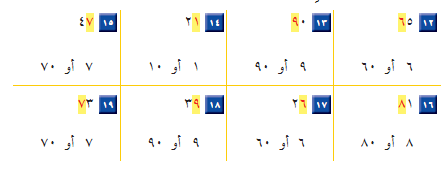 ١٢ ٦٥
٦ أو ٦٠
١٣ ٩٠
٩ أو ٩٠
١٤ ٢١
١ أو ١٠
١٥ ٤٧
٧ أو ٧٠
١٦ ٨١
٨ أو ٨٠
١٧ ٢٦
٦ أو ٦٠
١٨ ٣٩
٩ أو ٩٠
١٩ ٧٣
٧ أو ٧٠